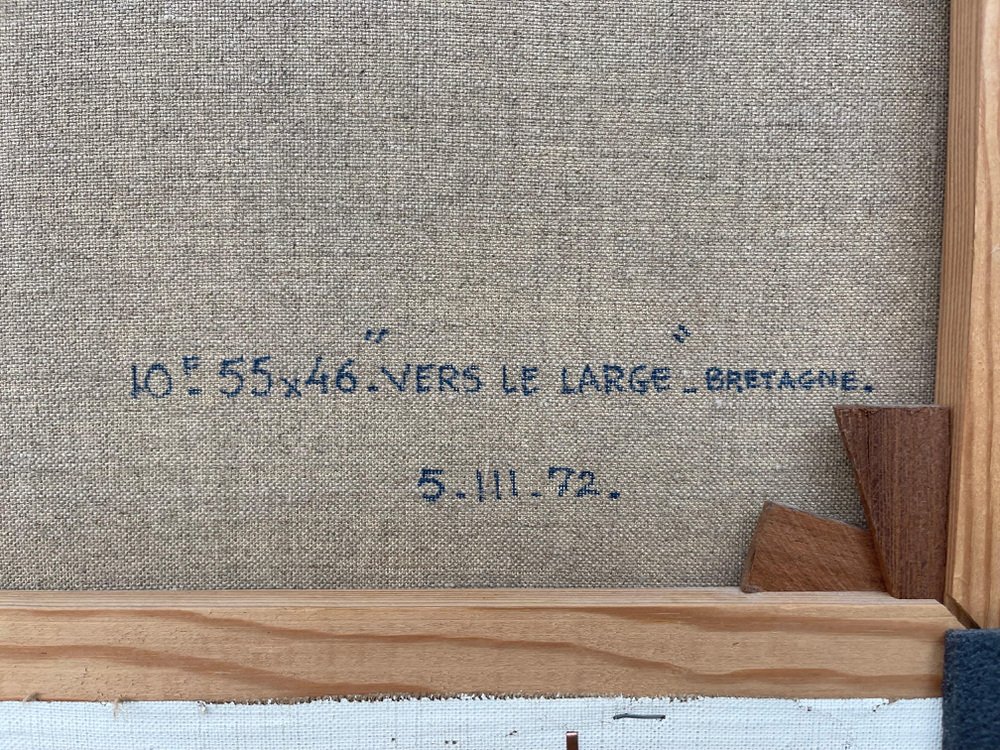 10F 55x46-"VERS LE LARGE"-BRETAGNE.
5-III-72.